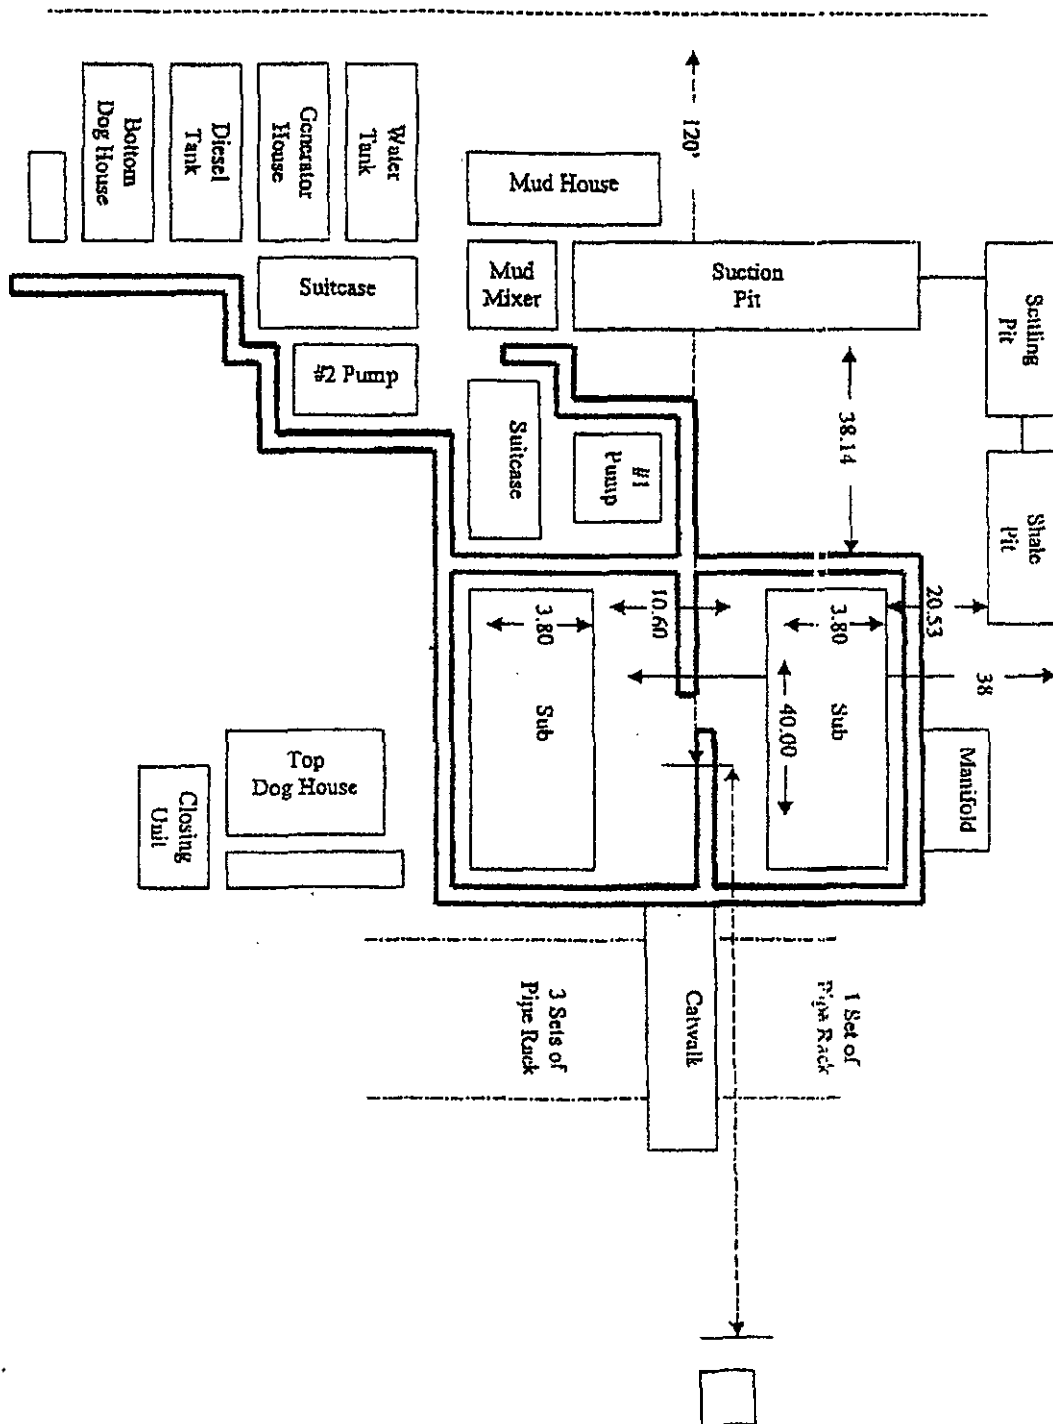 120'
Water
Tank
Generator
House
Diesel
Tank
Bottom
Dog House
Mud House
Suitcase
Mud
Mixer
Suction
Pit
Settling
Pit
#2 Pump
Suitcase
#1
Pump
38.14
Shale
Pit
20.53
10.60
3.80
3.80
38
Sub
Sub
40.00
Manifold
Top
Dog House
Closing
Unit
Catwalk
3 Sets of
Pipe Rack
1 Set of
Pipe Rack